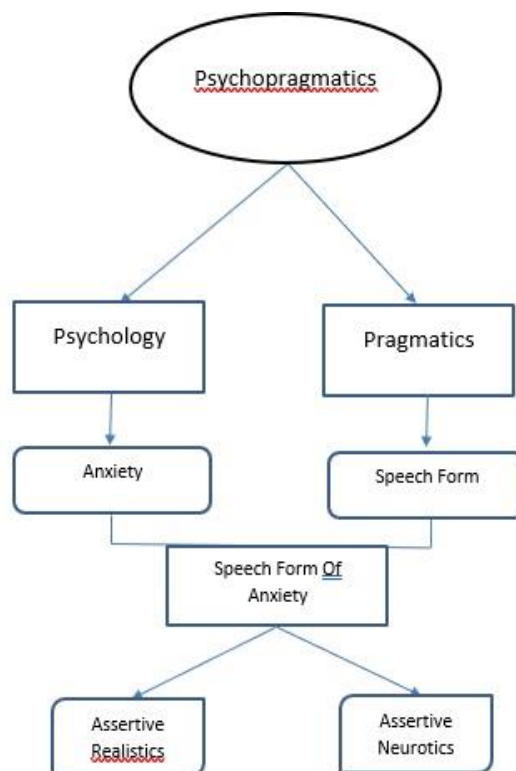 Psychopragmatics
Psychology
Pragmatics
Anxiety
Speech Form
Speech Form Of
Anxiety
Assertive
Realistics
Assertive
Neurotics